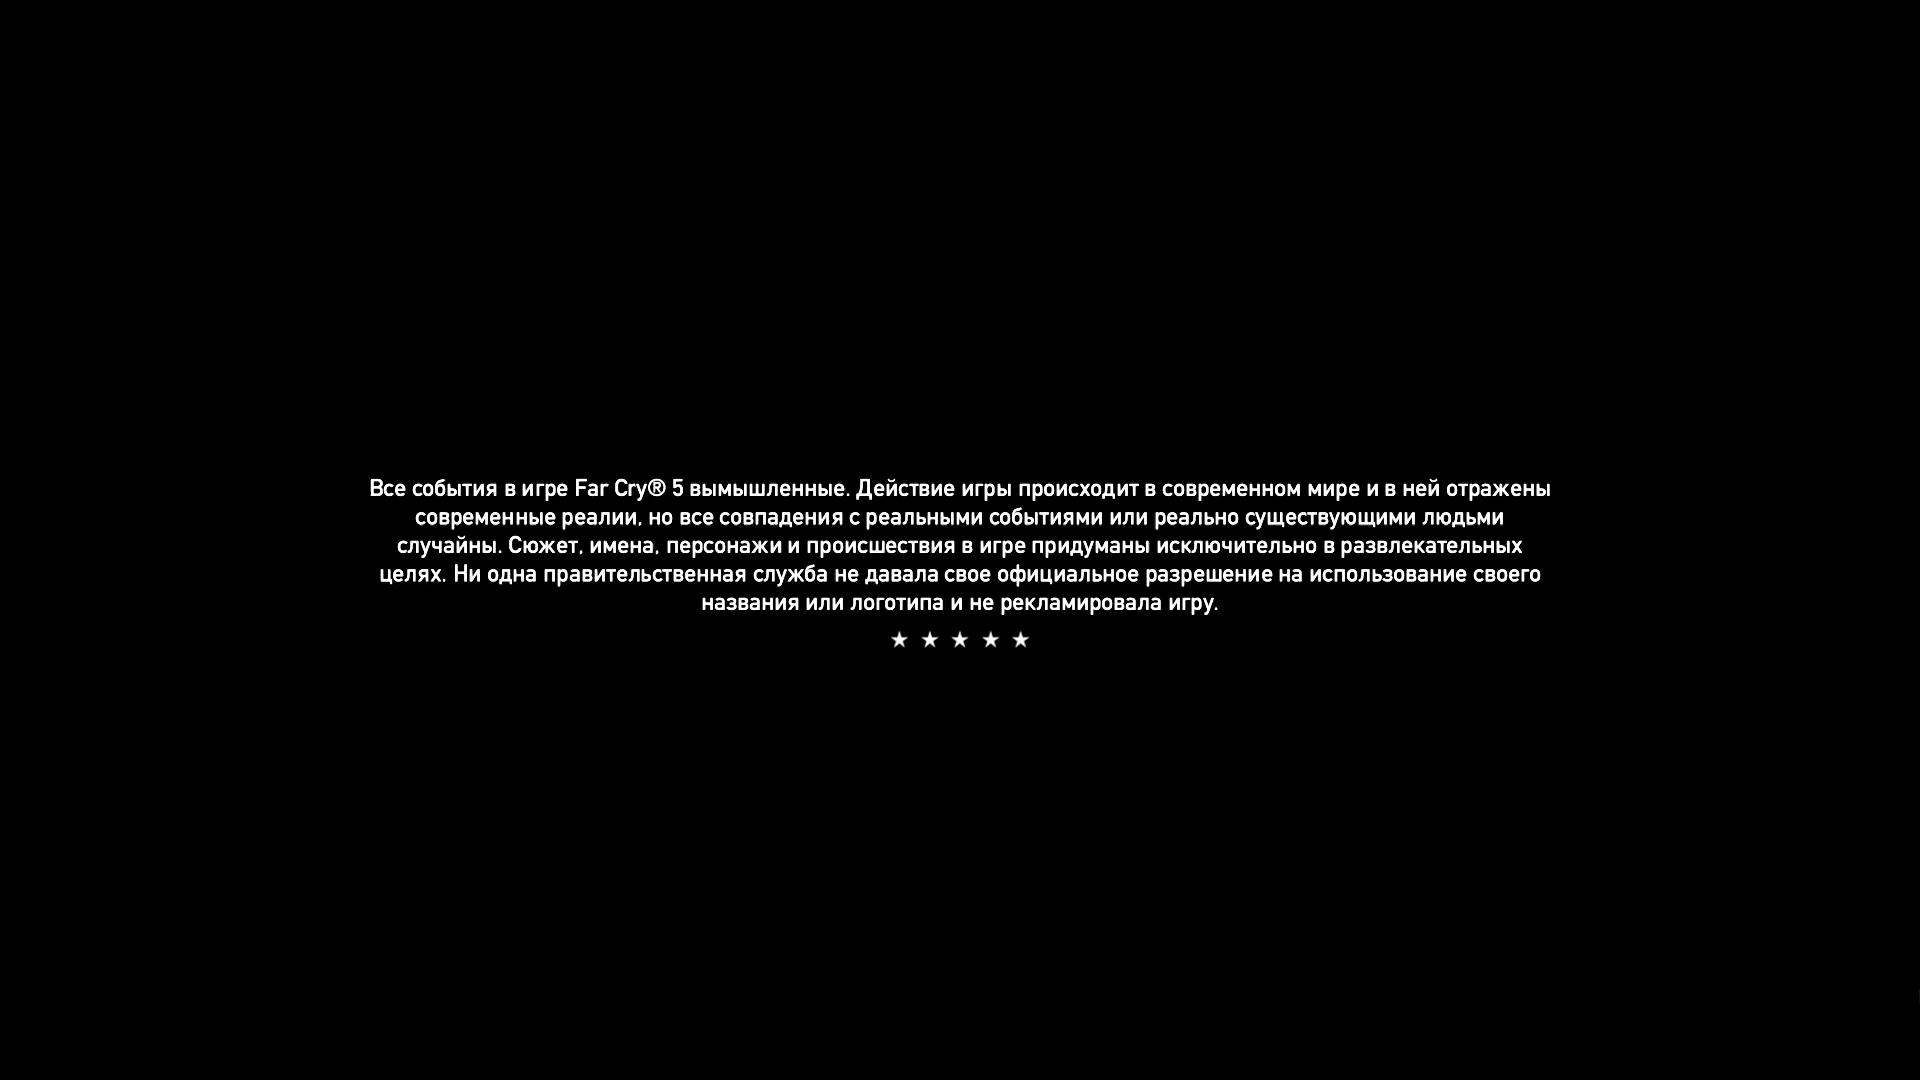 Все события в игре Far Cry® 5 вымышленные. Действие игры происходит в современном мире и в ней отражены
современные реалии, но все совпадения с реальными событиями или реально существующими людьми
случайны. Сюжет, имена, персонажи и происшествия в игре придуманы исключительно в развлекательных
целях. Ни одна правительственная служба не давала свое официальное разрешение на использование своего
названия или логотипа и не рекламировала игру.
★ ★ ★ ★ ★